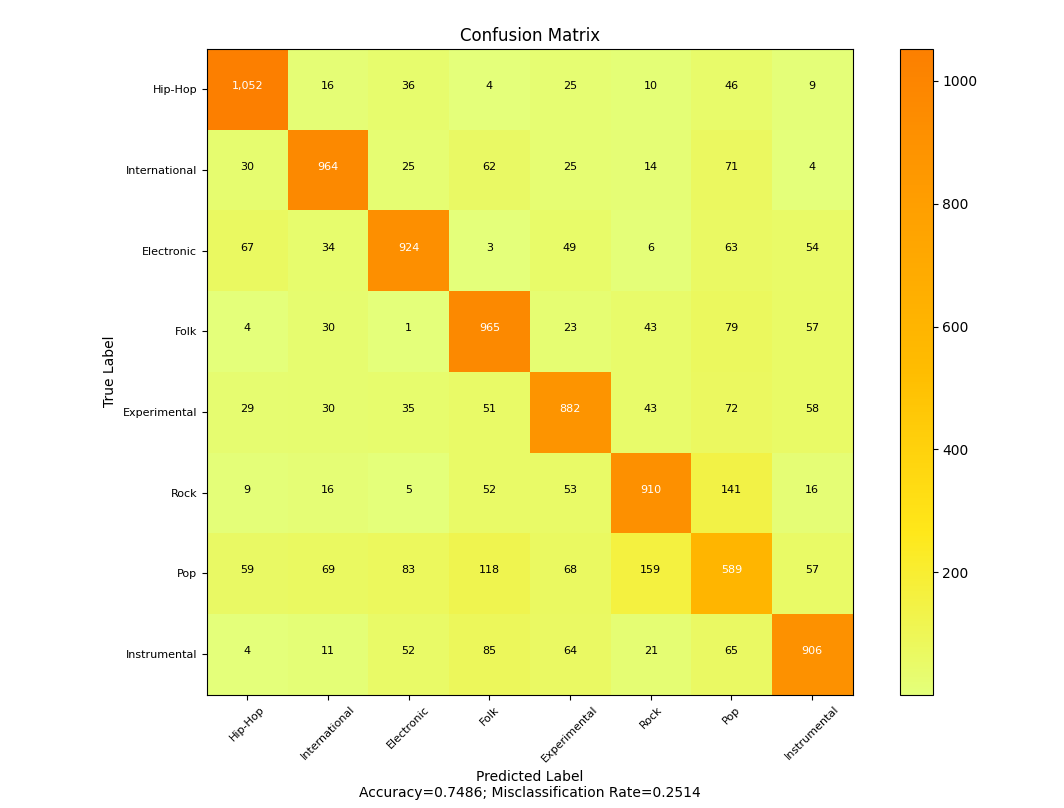 Confusion Matrix
Hip-Hop 1,052 16 36 4 25 10 46 9
International 30 964 25 62 25 14 71 4
Electronic 67 34 924 3 49 6 63 54
Folk 4 30 1 965 23 43 79 57
Experimental 29 30 35 51 882 43 72 58
Rock 9 16 5 52 53 910 141 16
Pop 59 69 83 118 68 159 589 57
Instrumental 4 11 52 85 64 21 65 906
True Label
Hip-Hop International Electronic Folk Experimental Rock Pop Instrumental
Predicted Label
Accuracy=0.7486; Misclassification Rate=0.2514
1000
800
600
400
200